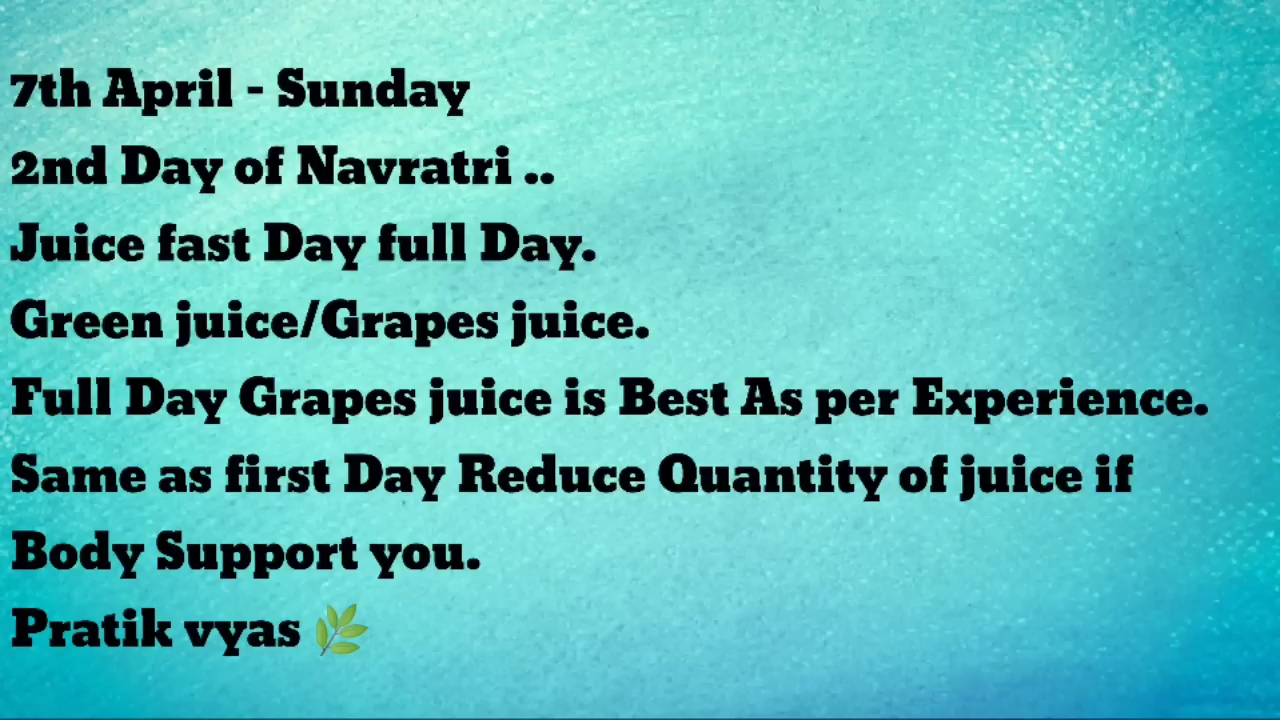 7th April - Sunday
2nd Day of Navratri ..
Juice fast Day full Day.
Green juice/Grapes juice.
Full Day Grapes juice is Best As per Experience.
Same as first Day Reduce Quantity of juice if
Body Support you.
Pratik vyas 🌿